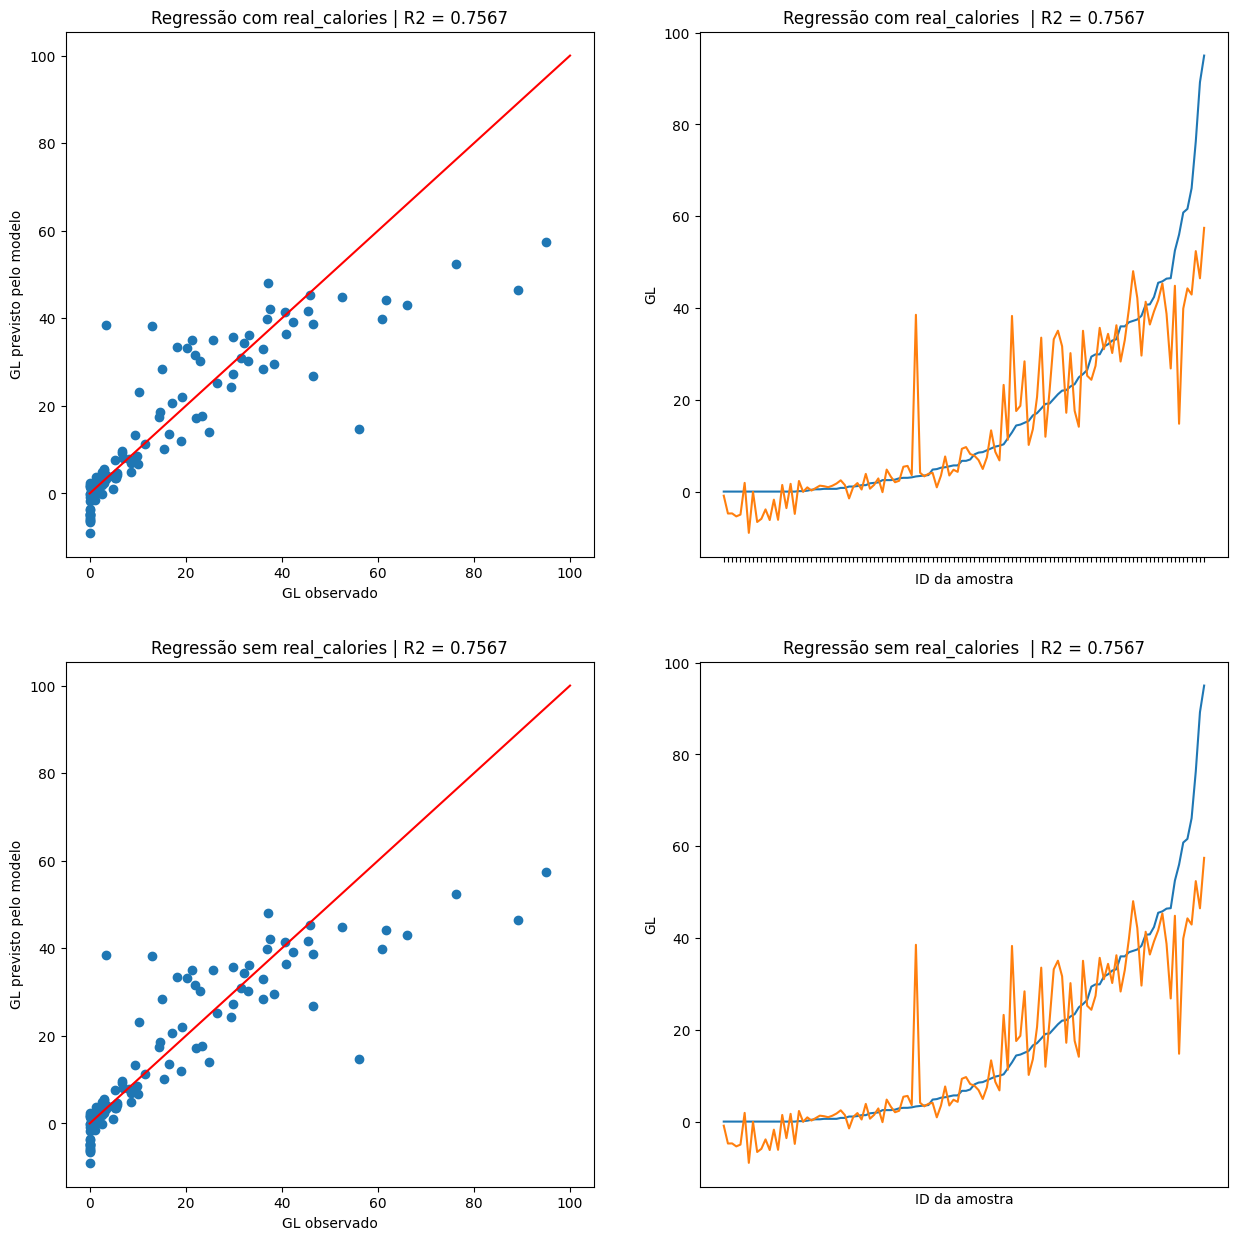 Regressão com real_calories | R2 = 0.7567
100
80
60
40
20
0
GL previsto pelo modelo
0 20 40 60 80 100
GL observado
Regressão com real_calories | R2 = 0.7567
100
80
60
40
20
0
GL
ID da amostra
Regressão sem real_calories | R2 = 0.7567
100
80
60
40
20
0
GL previsto pelo modelo
0 20 40 60 80 100
GL observado
Regressão sem real_calories | R2 = 0.7567
100
80
60
40
20
0
GL
ID da amostra